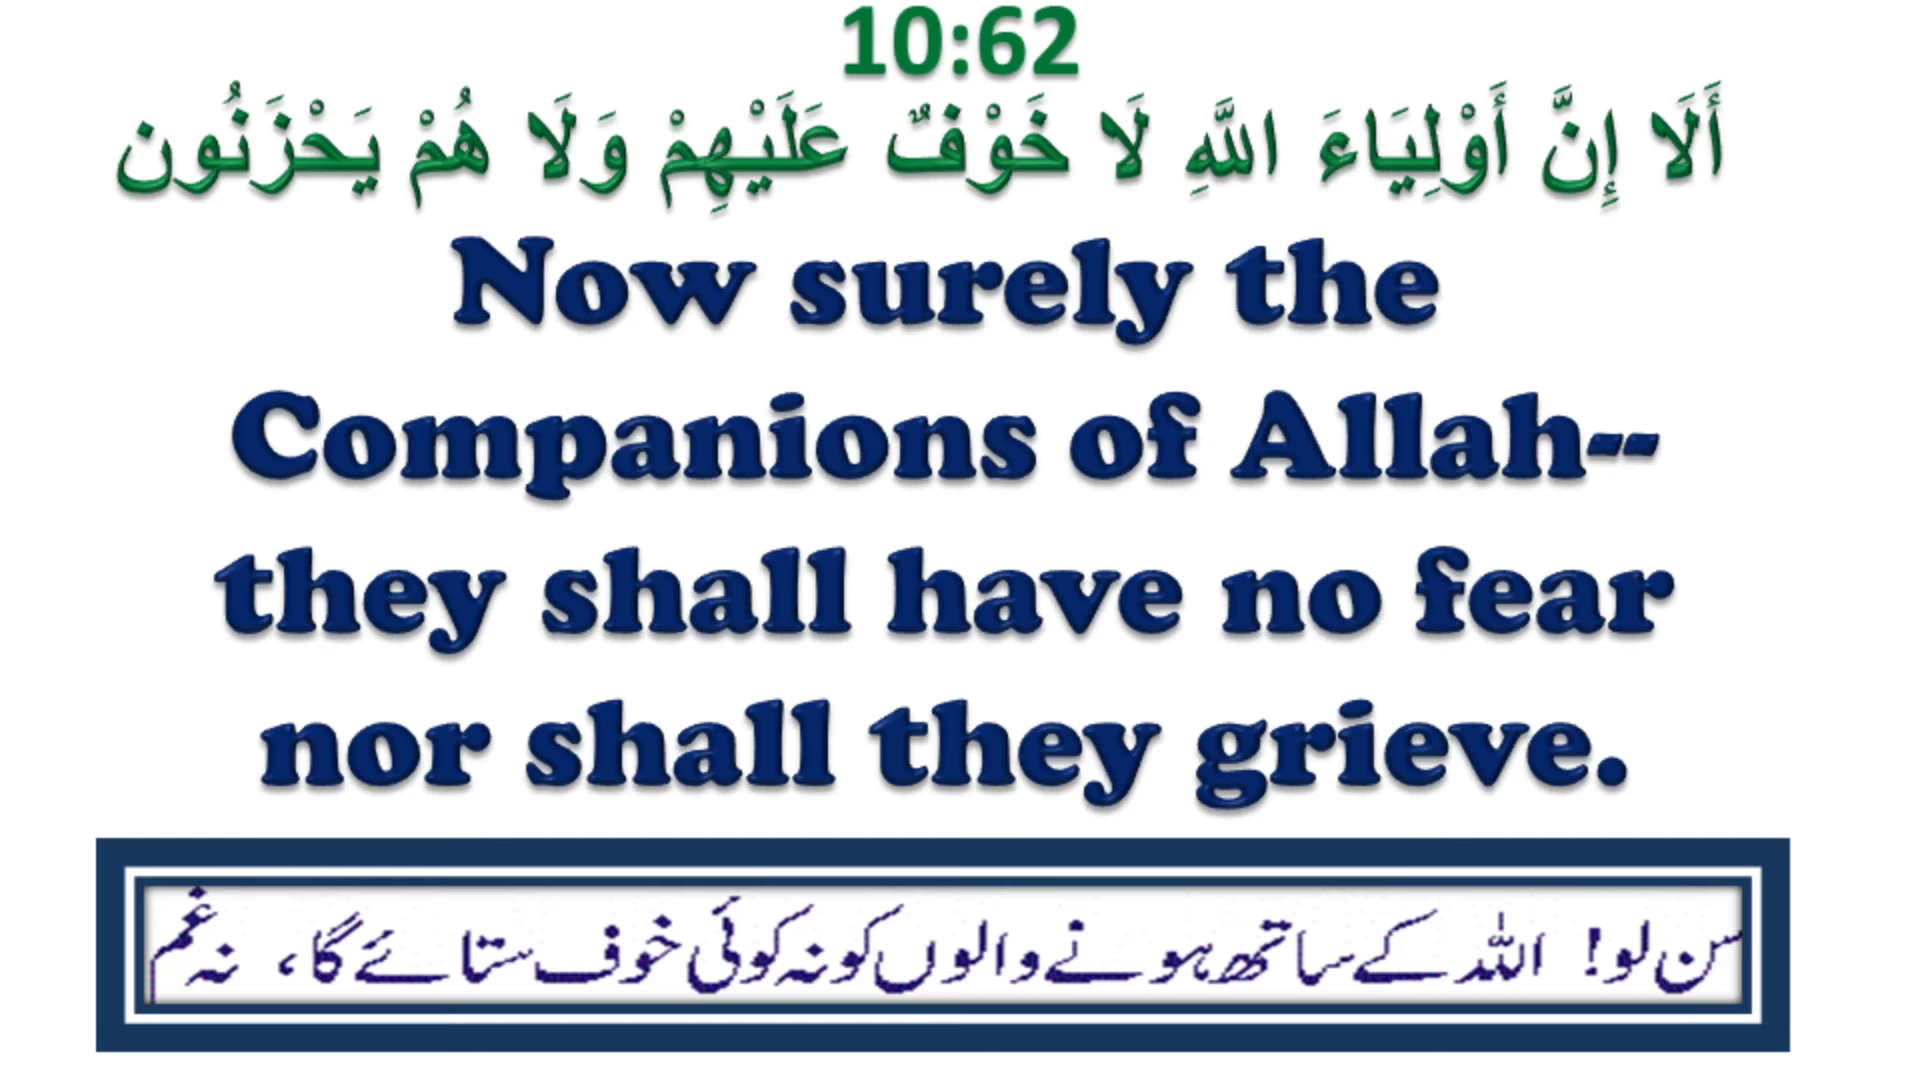 10:62
أَلَا إِنَّ أَوْلِيَاءَ اللَّهِ لَا خَوْفٌ عَلَيْهِمْ وَلَا هُمْ يَحْزَنُون
Now surely the
Companions of Allah--
they shall have no fear
nor shall they grieve.
سن لو! اللہ کے ساتھ ہونے والوں کو نہ کوئی خوف ستائے گا، نہ غم